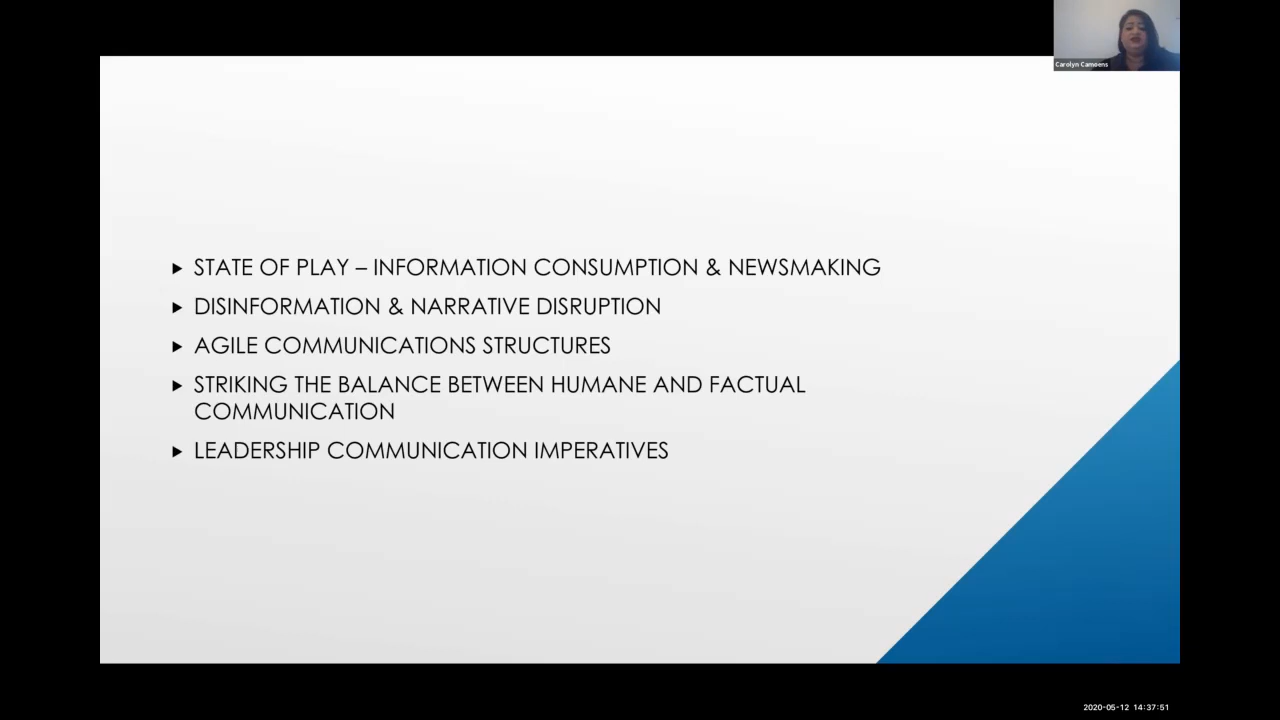 Carolyn Camoens
STATE OF PLAY – INFORMATION CONSUMPTION & NEWSMAKING
DISINFORMATION & NARRATIVE DISRUPTION
AGILE COMMUNICATIONS STRUCTURES
STRIKING THE BALANCE BETWEEN HUMANE AND FACTUAL
COMMUNICATION
LEADERSHIP COMMUNICATION IMPERATIVES
2020-05-12 14:37:51